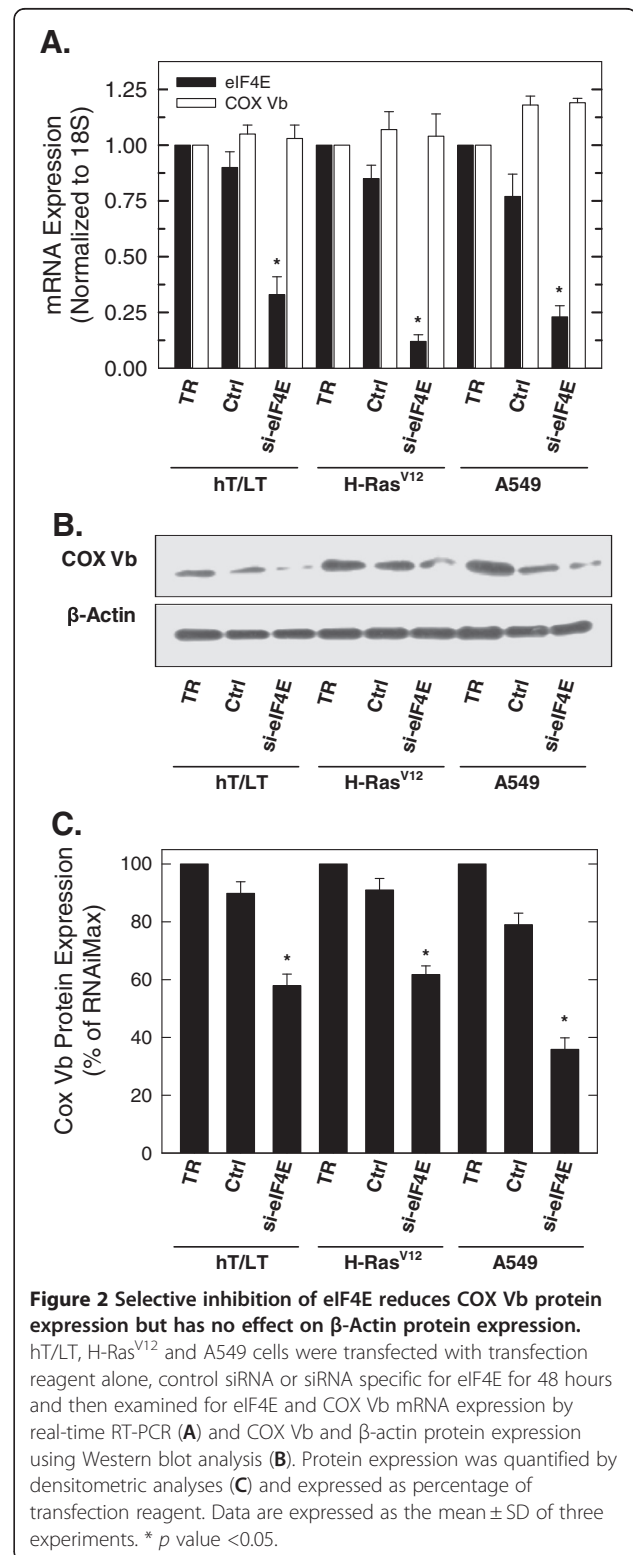 A.
eIF4E
COX Vb
mRNA Expression
(Normalized to 18S)
1.25
1.00
0.75
0.50
0.25
0.00
* * *
TR Ctrl si-eIF4E TR Ctrl si-eIF4E TR Ctrl si-eIF4E
hT/LT H-Ras^V12 A549
B.
COX Vb
β-Actin
TR Ctrl si-eIF4E TR Ctrl si-eIF4E TR Ctrl si-eIF4E
hT/LT H-Ras^V12 A549
C.
Cox Vb Protein Expression
(% of RNAiMax)
100
80
60
40
20
0
* * *
TR Ctrl si-eIF4E TR Ctrl si-eIF4E TR Ctrl si-eIF4E
hT/LT H-Ras^V12 A549
Figure 2 Selective inhibition of eIF4E reduces COX Vb protein
expression but has no effect on β-Actin protein expression.
hT/LT, H-Ras^V12 and A549 cells were transfected with transfection
reagent alone, control siRNA or siRNA specific for eIF4E for 48 hours
and then examined for eIF4E and COX Vb mRNA expression by
real-time RT-PCR (A) and COX Vb and β-actin protein expression
using Western blot analysis (B). Protein expression was quantified by
densitometric analyses (C) and expressed as percentage of
transfection reagent. Data are expressed as the mean ± SD of three
experiments. * p value <0.05.